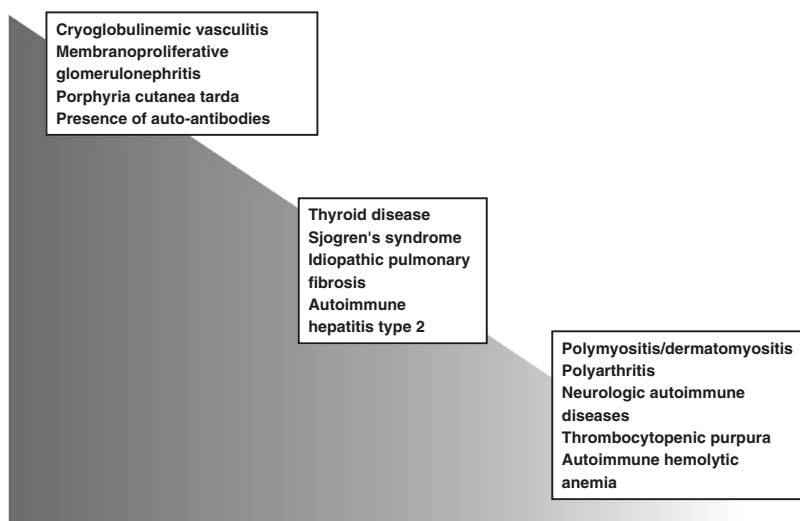 Cryoglobulinemic vasculitis
Membranoproliferative
glomerulonephritis
Porphyria cutanea tarda
Presence of auto-antibodies
Thyroid disease
Sjogren's syndrome
Idiopathic pulmonary
fibrosis
Autoimmune
hepatitis type 2
Polymyositis/dermatomyositis
Polyarthritis
Neurologic autoimmune
diseases
Thrombocytopenic purpura
Autoimmune hemolytic
anemia